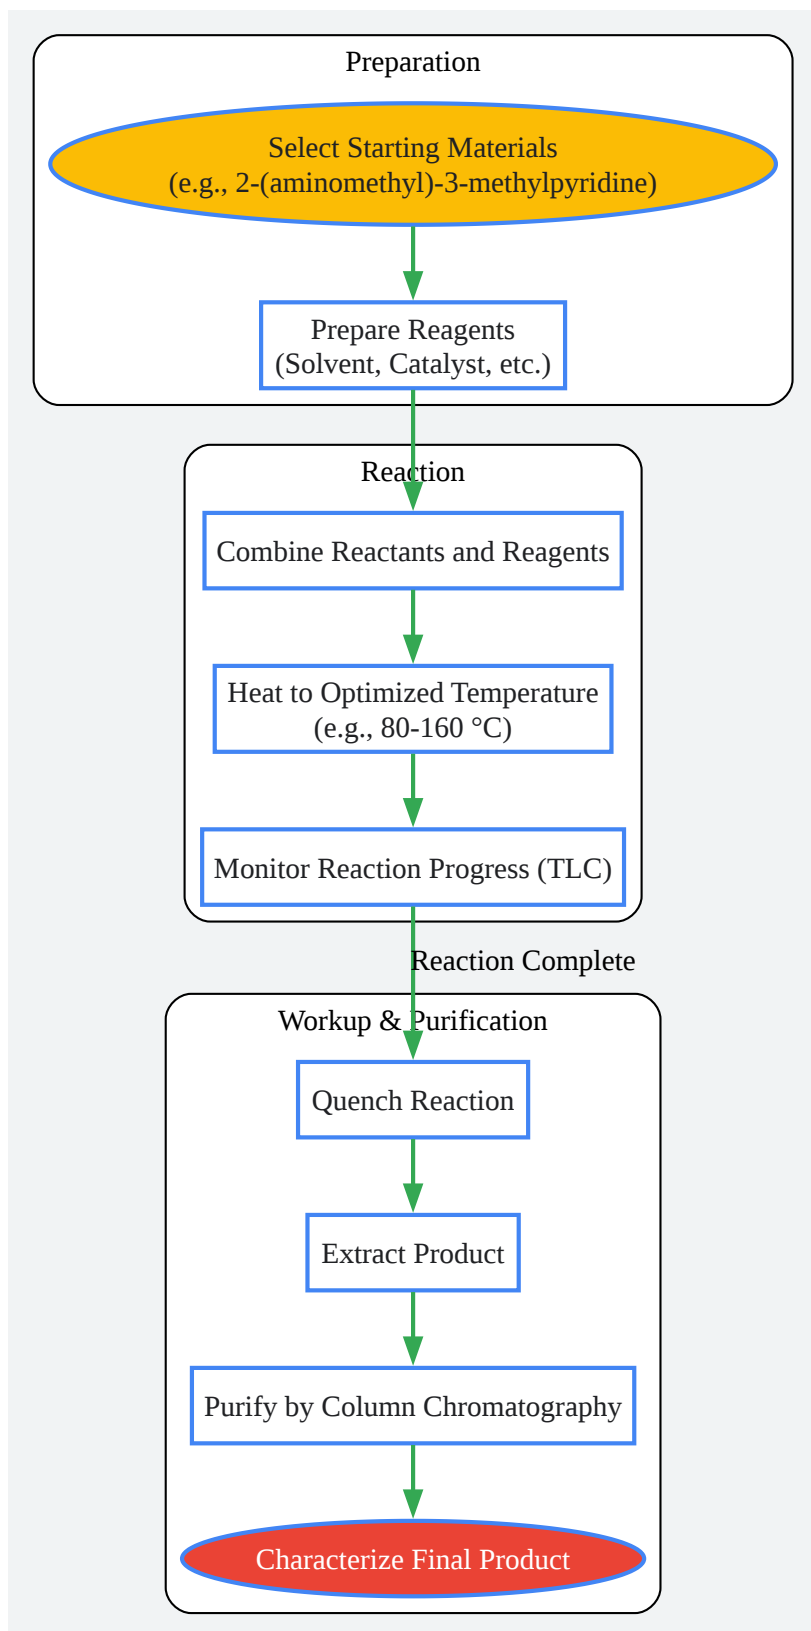 Preparation
Select Starting Materials
(e.g., 2-(aminomethyl)-3-methylpyridine)
Prepare Reagents
(Solvent, Catalyst, etc.)
Reaction
Combine Reactants and Reagents
Heat to Optimized Temperature
(e.g., 80-160 °C)
Monitor Reaction Progress (TLC)
Reaction Complete
Workup & Purification
Quench Reaction
Extract Product
Purify by Column Chromatography
Characterize Final Product